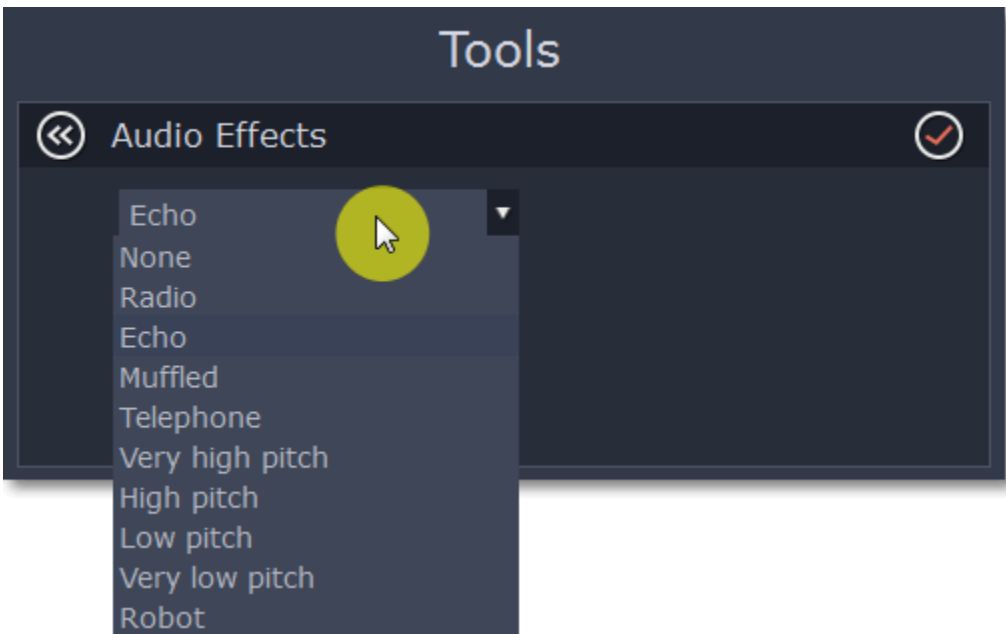 Tools
Audio Effects
Echo
None
Radio
Echo
Muffled
Telephone
Very high pitch
High pitch
Low pitch
Very low pitch
Robot